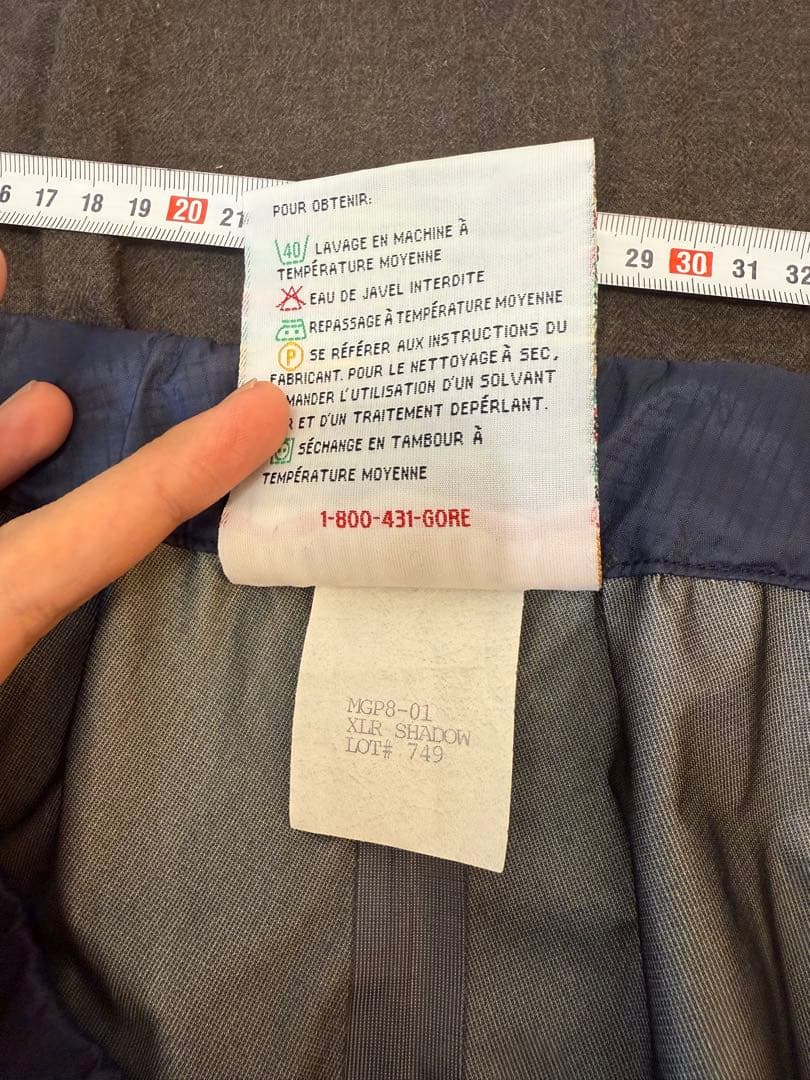 6 17 18 19 20 21 29 30 31 32
POUR OBTENIR:
40 LAVAGE EN MACHINE À
TEMPÉRATURE MOYENNE
EAU DE JAVEL INTERDITE
REPASSAGE À TEMPÉRATURE MOYENNE
P SE RÉFÉRER AUX INSTRUCTIONS DU
FABRICANT. POUR LE NETTOYAGE À SEC,
L'UTILISATION D'UN SOLVANT
ET D'UN TRAITEMENT DEPÉRLANT.
SÉCHANGE EN TAMBOUR À
TEMPÉRATURE MOYENNE
1-800-431-GORE
MGP8-01
XLR SHADOW
LOT# 749